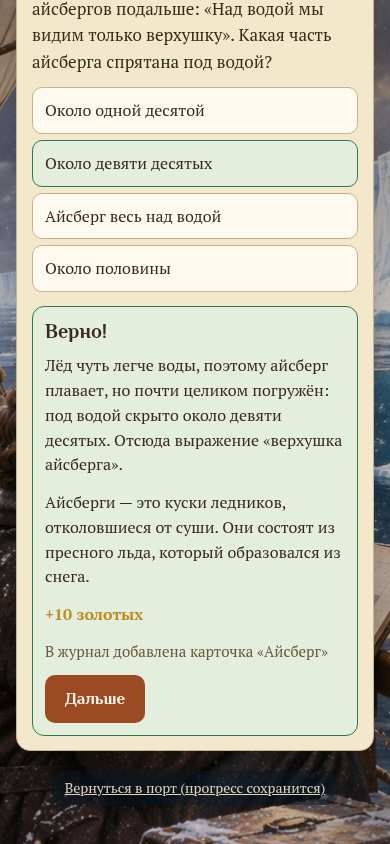 айсбергов подальше: «Над водой мы
видим только верхушку». Какая часть
айсберга спрятана под водой?
Около одной десятой
Около девяти десятых
Айсберг весь над водой
Около половины
Верно!
Лёд чуть легче воды, поэтому айсберг
плавает, но почти целиком погружён:
под водой скрыто около девяти
десятых. Отсюда выражение «верхушка
айсберга».
Айсберги — это куски ледников,
отколовшиеся от суши. Они состоят из
пресного льда, который образовался из
снега.
+10 золотых
В журнал добавлена карточка «Айсберг»
Дальше
Вернуться в порт (прогресс сохранится)